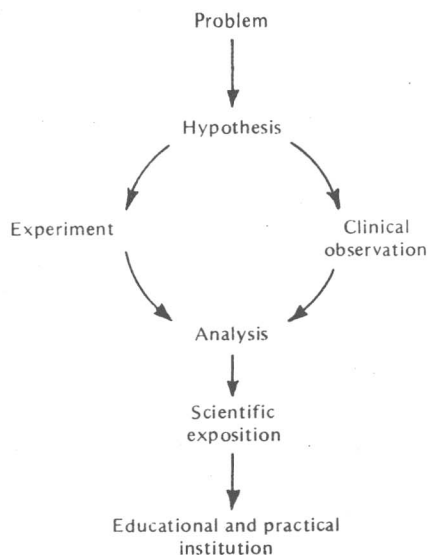 Problem
Hypothesis
Experiment
Clinical
observation
Analysis
Scientific
exposition
Educational and practical
institution